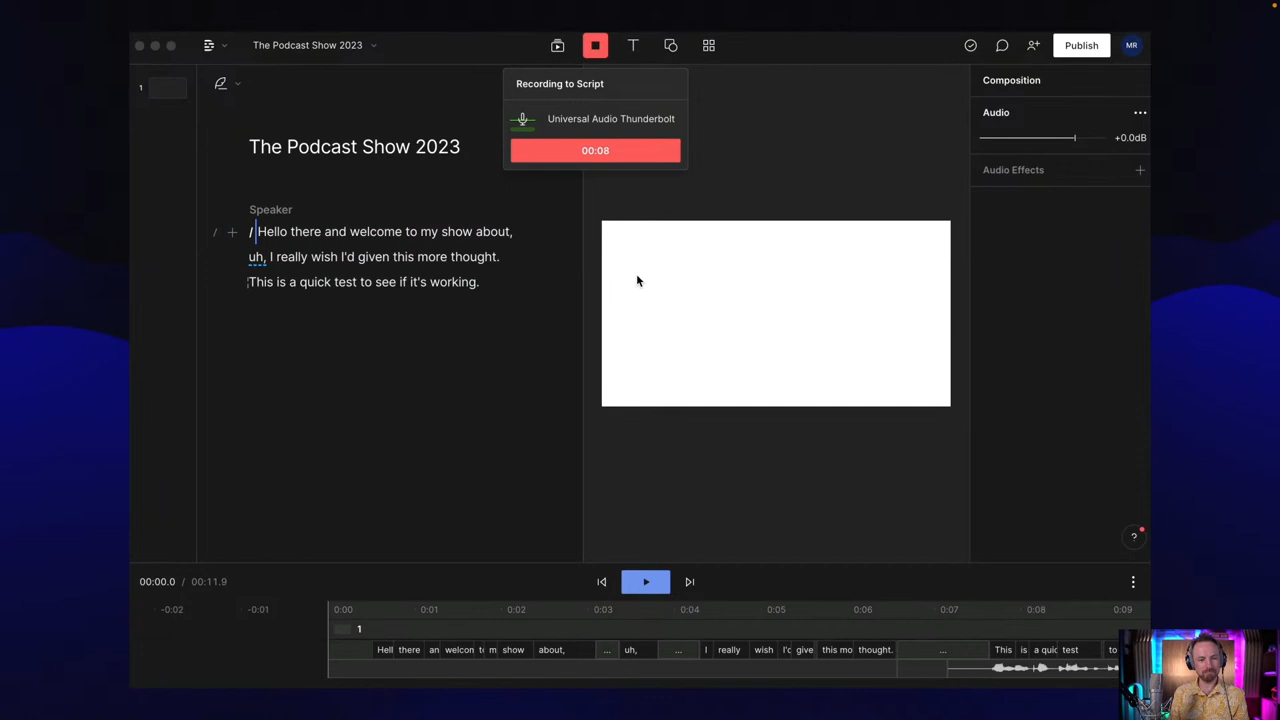 The Podcast Show 2023
Publish
MR
Recording to Script
Universal Audio Thunderbolt
00:08
Composition
Audio
+0.0dB
Audio Effects
1
The Podcast Show 2023
Speaker
/ + / Hello there and welcome to my show about,
uh, I really wish I'd given this more thought.
This is a quick test to see if it's working.
?
00:00.0 / 00:11.9
-0:02 -0:01 0:00 0:01 0:02 0:03 0:04 0:05 0:06 0:07 0:08 0:09
1
Hell there an welcon to m show about, ... uh, ... I really wish I'd give this mo thought. ... This is a quic test to